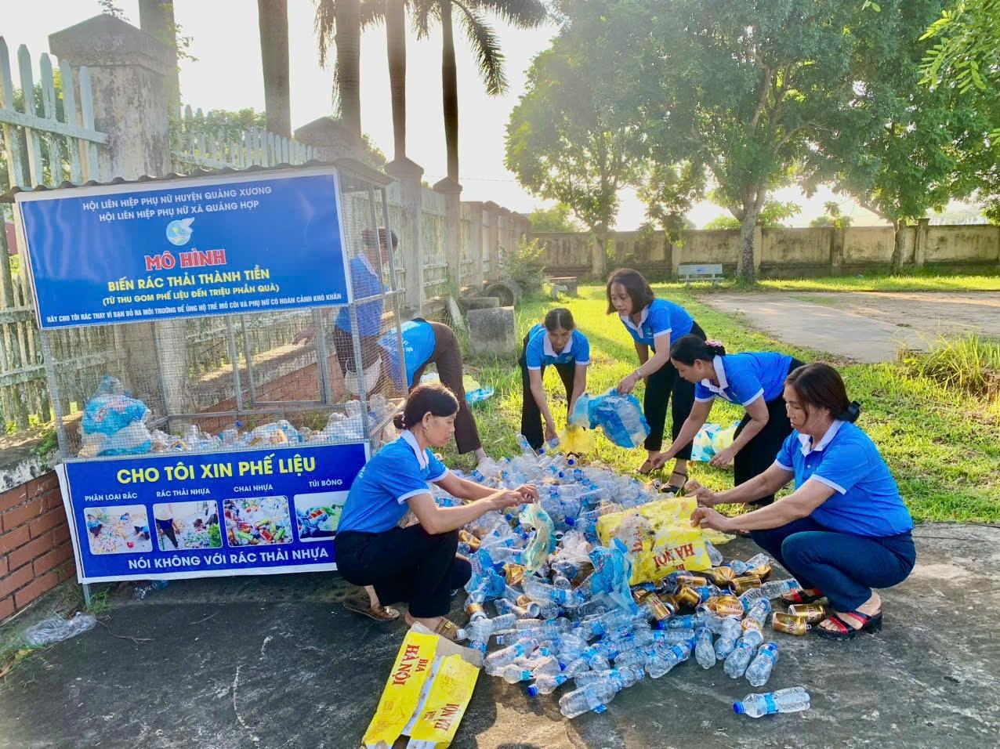 HỘI LIÊN HIỆP PHỤ NỮ HUYỆN QUẢNG XƯƠNG
HỘI LIÊN HIỆP PHỤ NỮ XÃ QUẢNG HỢP
MÔ HÌNH
BIẾN RÁC THẢI THÀNH TIỀN
(TỪ THU GOM PHẾ LIỆU ĐẾN TRIỆU PHẦN QUÀ)
HÃY CHO TÔI RÁC THAY VÌ BẠN BỎ RA MÔI TRƯỜNG ĐỂ ỦNG HỘ TRẺ MỒ CÔI VÀ PHỤ NỮ CÓ HOÀN CẢNH KHÓ KHĂN
CHO TÔI XIN PHẾ LIỆU
PHÂN LOẠI RÁC RÁC THẢI NHỰA CHAI NHỰA TÚI BÓNG
NÓI KHÔNG VỚI RÁC THẢI NHỰA
HÀ NỘI
BIA
HÀ NỘI